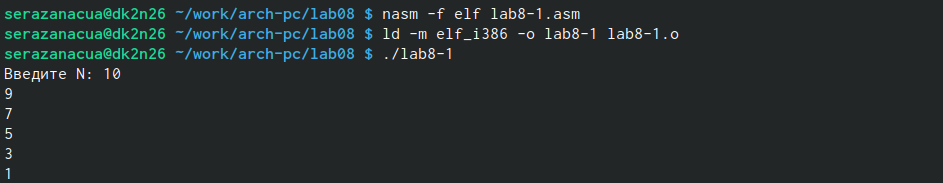 serazanacua@dk2n26 ~/work/arch-pc/lab08 $ nasm -f elf lab8-1.asm
serazanacua@dk2n26 ~/work/arch-pc/lab08 $ ld -m elf_i386 -o lab8-1 lab8-1.o
serazanacua@dk2n26 ~/work/arch-pc/lab08 $ ./lab8-1
Введите N: 10
9
7
5
3
1